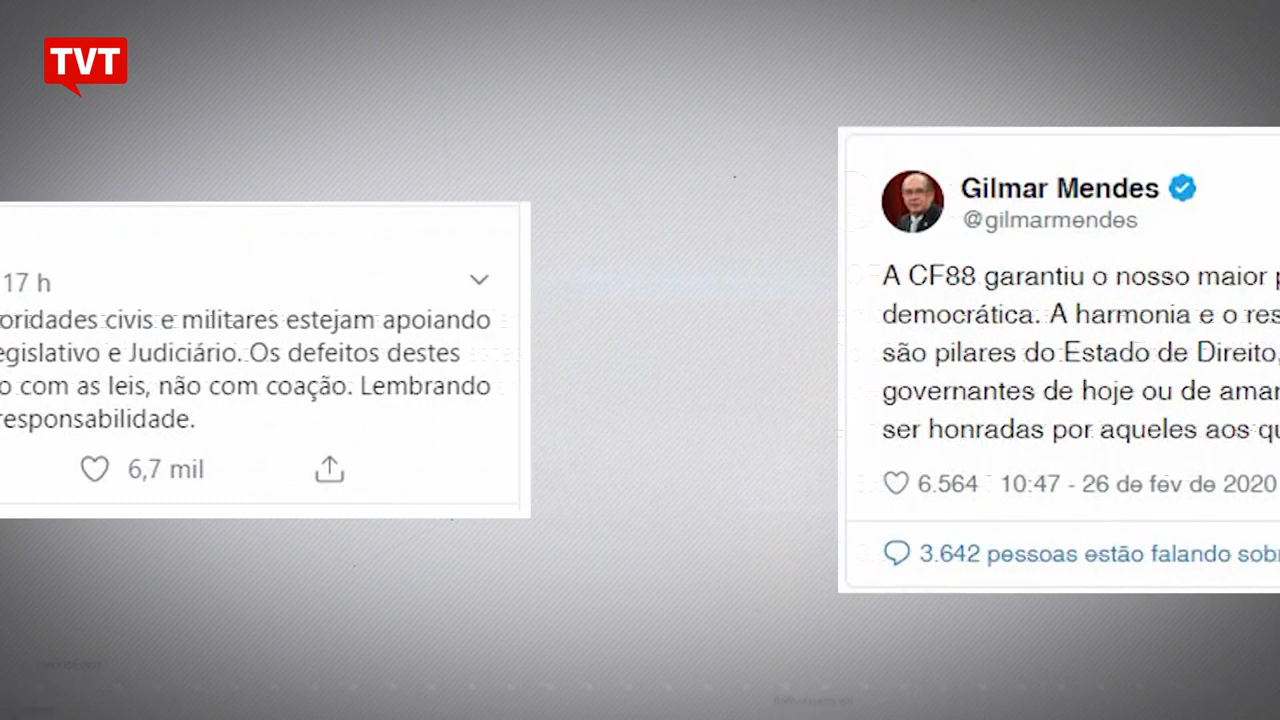 TVT
17 h
oridades civis e militares estejam apoiando
egislativo e Judiciário. Os defeitos destes
o com as leis, não com coação. Lembrando
responsabilidade.
6,7 mil
Gilmar Mendes
@gilmarmendes
A CF88 garantiu o nosso maior p
democrática. A harmonia e o res
são pilares do Estado de Direito,
governantes de hoje ou de amar
ser honradas por aqueles aos qu
6.564 10:47 - 26 de fev de 2020
3.642 pessoas estão falando sobr